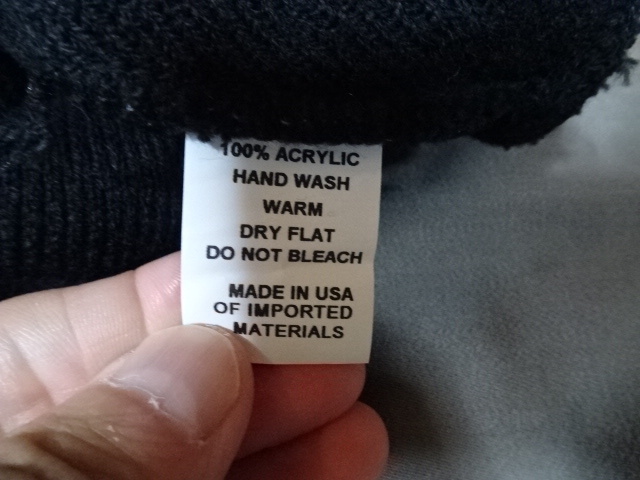 100% ACRYLIC
HAND WASH
WARM
DRY FLAT
DO NOT BLEACH
MADE IN USA
OF IMPORTED
MATERIALS